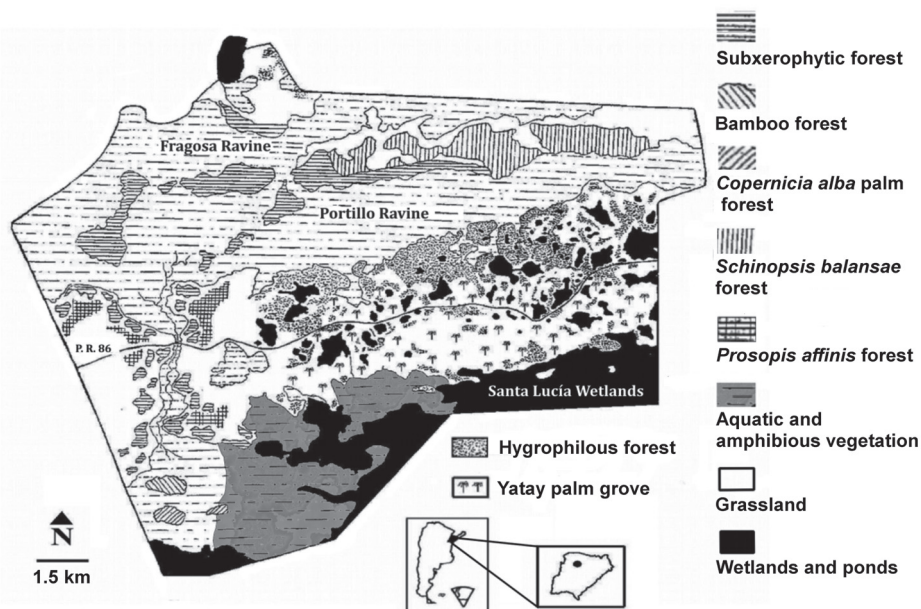 Fragosa Ravine
Portillo Ravine
P. R. 86
Santa Lucía Wetlands
Hygrophilous forest
Yatay palm grove
N
1.5 km
Subxerophytic forest
Bamboo forest
Copernicia alba palm
forest
Schinopsis balansae
forest
Prosopis affinis forest
Aquatic and
amphibious vegetation
Grassland
Wetlands and ponds